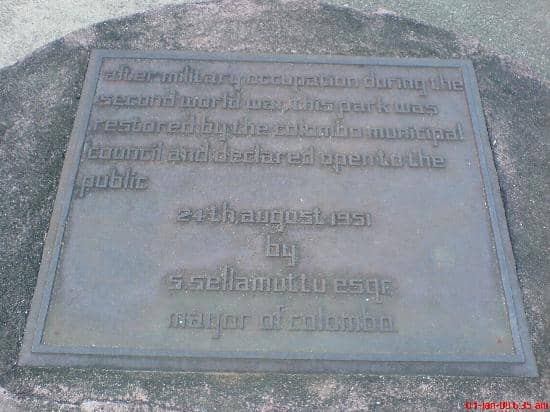 after military occupation during the
second world war, this park was
restored by the colombo municipal
council and declared open to the
public
24th august 1951
by
s. sellamuttu esqr.
mayor of colombo.